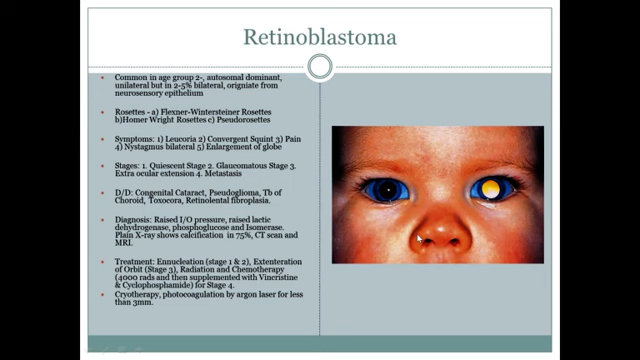 Retinoblastoma
Common in age group 2-, autosomal dominant,
unilateral but in 2-5% bilateral, origniate from
neurosensory epithelium
Rosettes - a) Flexner-Wintersteiner Rosettes
b)Homer Wright Rosettes c) Pseudorosettes
Symptoms: 1) Leucoria 2) Convergent Squint 3) Pain
4) Nystagmus bilateral 5) Enlargement of globe
Stages: 1. Quiescent Stage 2. Glaucomatous Stage 3.
Extra ocular extension 4. Metastasis
D/D: Congenital Cataract, Pseudoglioma, Tb of
Choroid, Toxocora, Retinolental fibroplasia.
Diagnosis: Raised I/O pressure, raised lactic
dehydrogenase, phosphoglucose and Isomerase.
Plain X-ray shows calcification in 75%, CT scan and
MRI.
Treatment: Ennucleation (stage 1 & 2), Extenteration
of Orbit (Stage 3), Radiation and Chemotherapy
(4000 rads and then supplemented with Vincristine
& Cyclophosphamide) for Stage 4.
Cryotherapy, photocoagulation by argon laser for less
than 3mm.